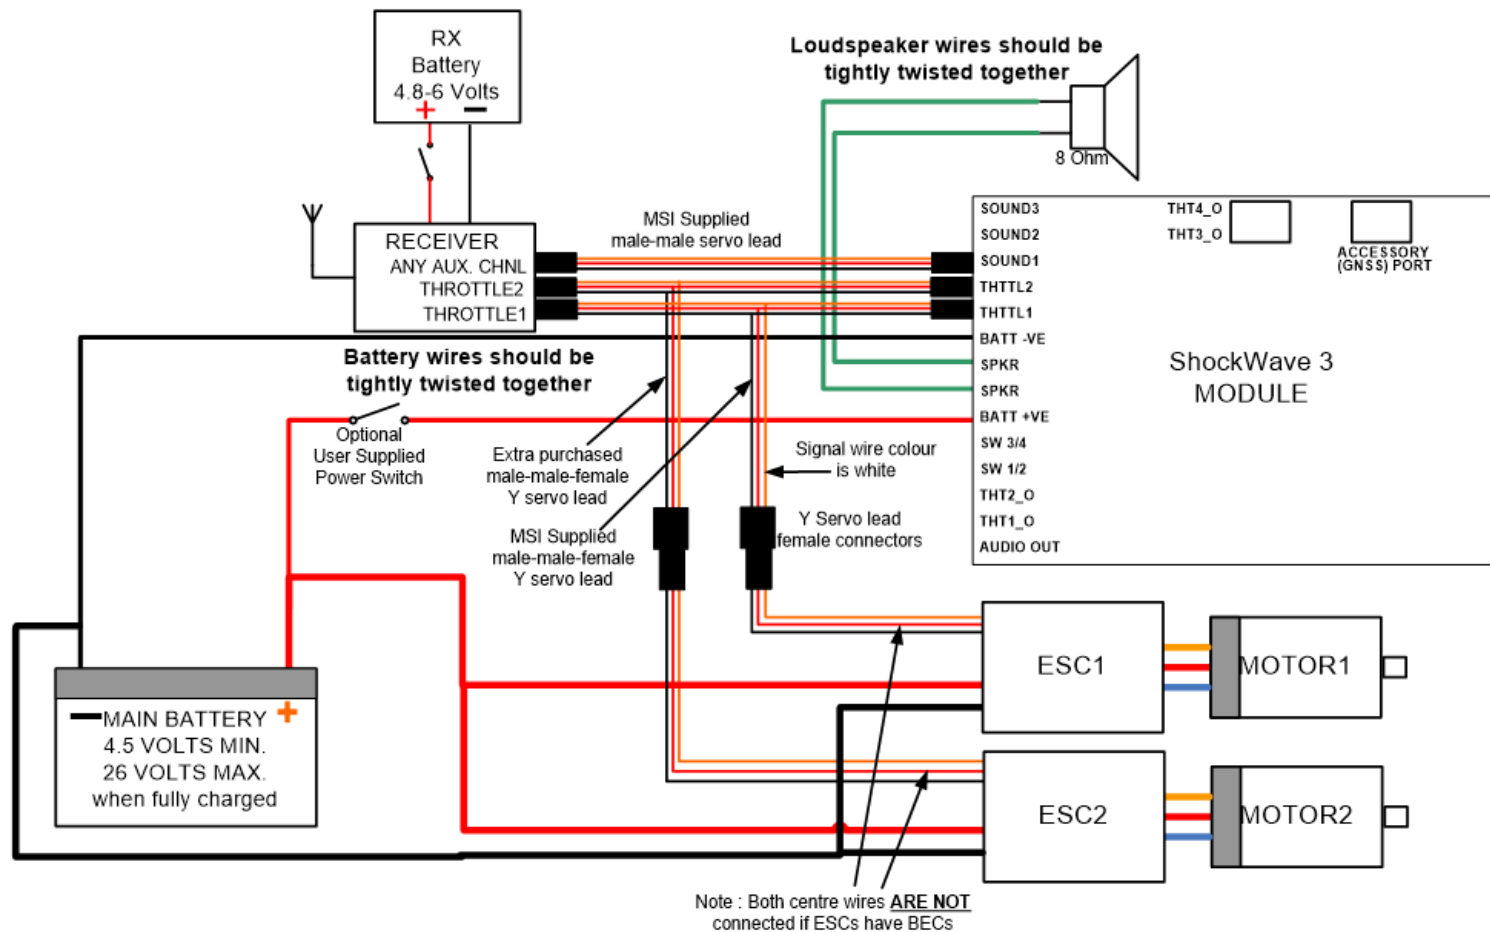 RX
Battery
4.8-6 Volts
+ -
Loudspeaker wires should be
tightly twisted together
8 Ohm
MSI Supplied
male-male servo lead
RECEIVER
ANY AUX. CHNL
THROTTLE2
THROTTLE1
SOUND3
SOUND2
SOUND1
THTTL2
THTTL1
BATT -VE
SPKR
SPKR
BATT +VE
SW 3/4
SW 1/2
THT2_O
THT1_O
AUDIO OUT
THT4_O
THT3_O
ACCESSORY
(GNSS) PORT
ShockWave 3
MODULE
Battery wires should be
tightly twisted together
Optional
User Supplied
Power Switch
Extra purchased
male-male-female
Y servo lead
MSI Supplied
male-male-female
Y servo lead
Signal wire colour
is white
Y Servo lead
female connectors
ESC1
MOTOR1
ESC2
MOTOR2
- MAIN BATTERY +
4.5 VOLTS MIN.
26 VOLTS MAX.
when fully charged
Note : Both centre wires ARE NOT
connected if ESCs have BECs